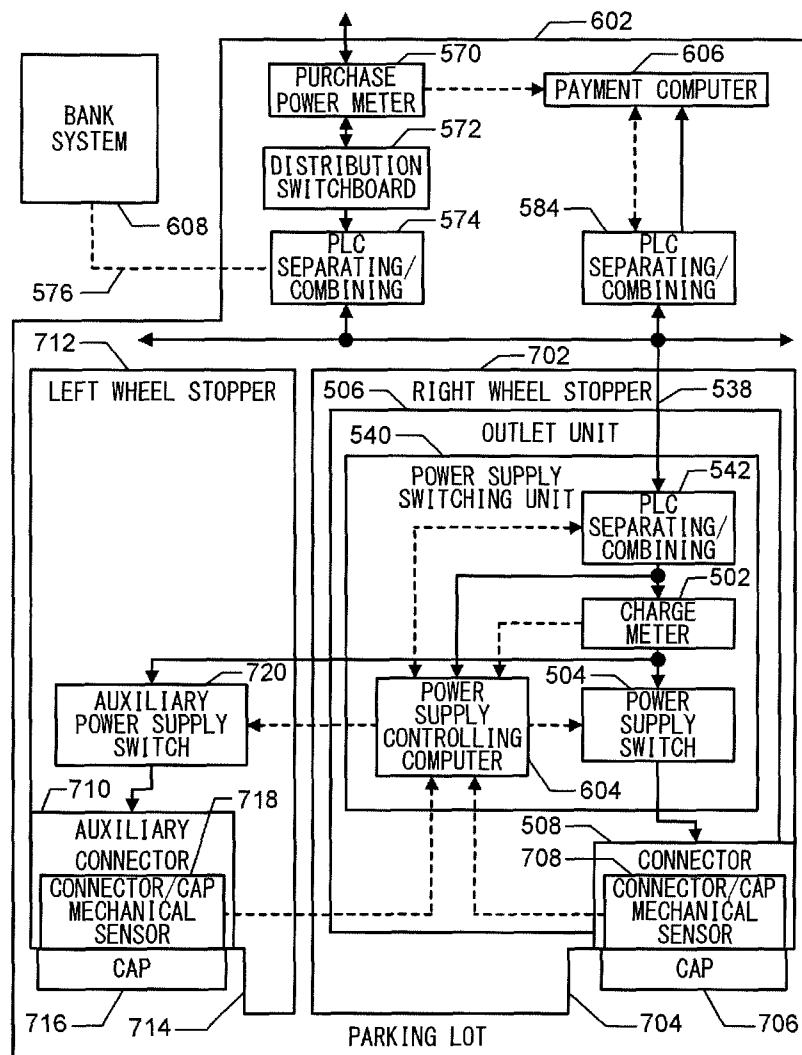 602
570
606
PURCHASE
POWER METER
PAYMENT COMPUTER
BANK
SYSTEM
572
DISTRIBUTION
SWITCHBOARD
574
584
608
PLC
SEPARATING/
COMBINING
PLC
SEPARATING/
COMBINING
576
712
702
LEFT WHEEL STOPPER
506
RIGHT WHEEL STOPPER
538
OUTLET UNIT
540
542
POWER SUPPLY
SWITCHING UNIT
PLC
SEPARATING/
COMBINING
502
CHARGE
METER
720
504
AUXILIARY
POWER SUPPLY
SWITCH
POWER
SUPPLY
CONTROLLING
COMPUTER
POWER
SUPPLY
SWITCH
604
710
718
AUXILIARY
CONNECTOR
508
CONNECTOR
708
CONNECTOR/CAP
MECHANICAL
SENSOR
CONNECTOR/CAP
MECHANICAL
SENSOR
CAP
CAP
716
714
704
706
PARKING LOT